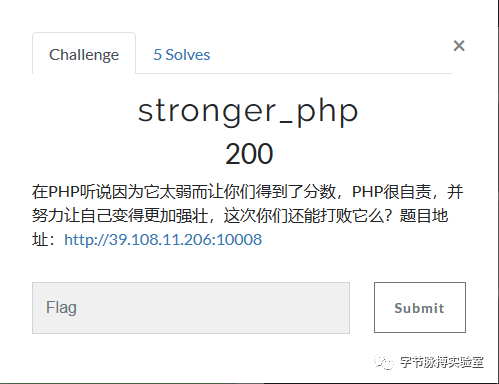 Challenge
5 Solves
×
stronger_php
200
在PHP听说因为它太弱而让你们得到了分数，PHP很自责，并
努力让自己变得更加强壮，这次你们还能打败它么？题目地
址：http://39.108.11.206:10008
Flag
Submit
字节脉搏实验室